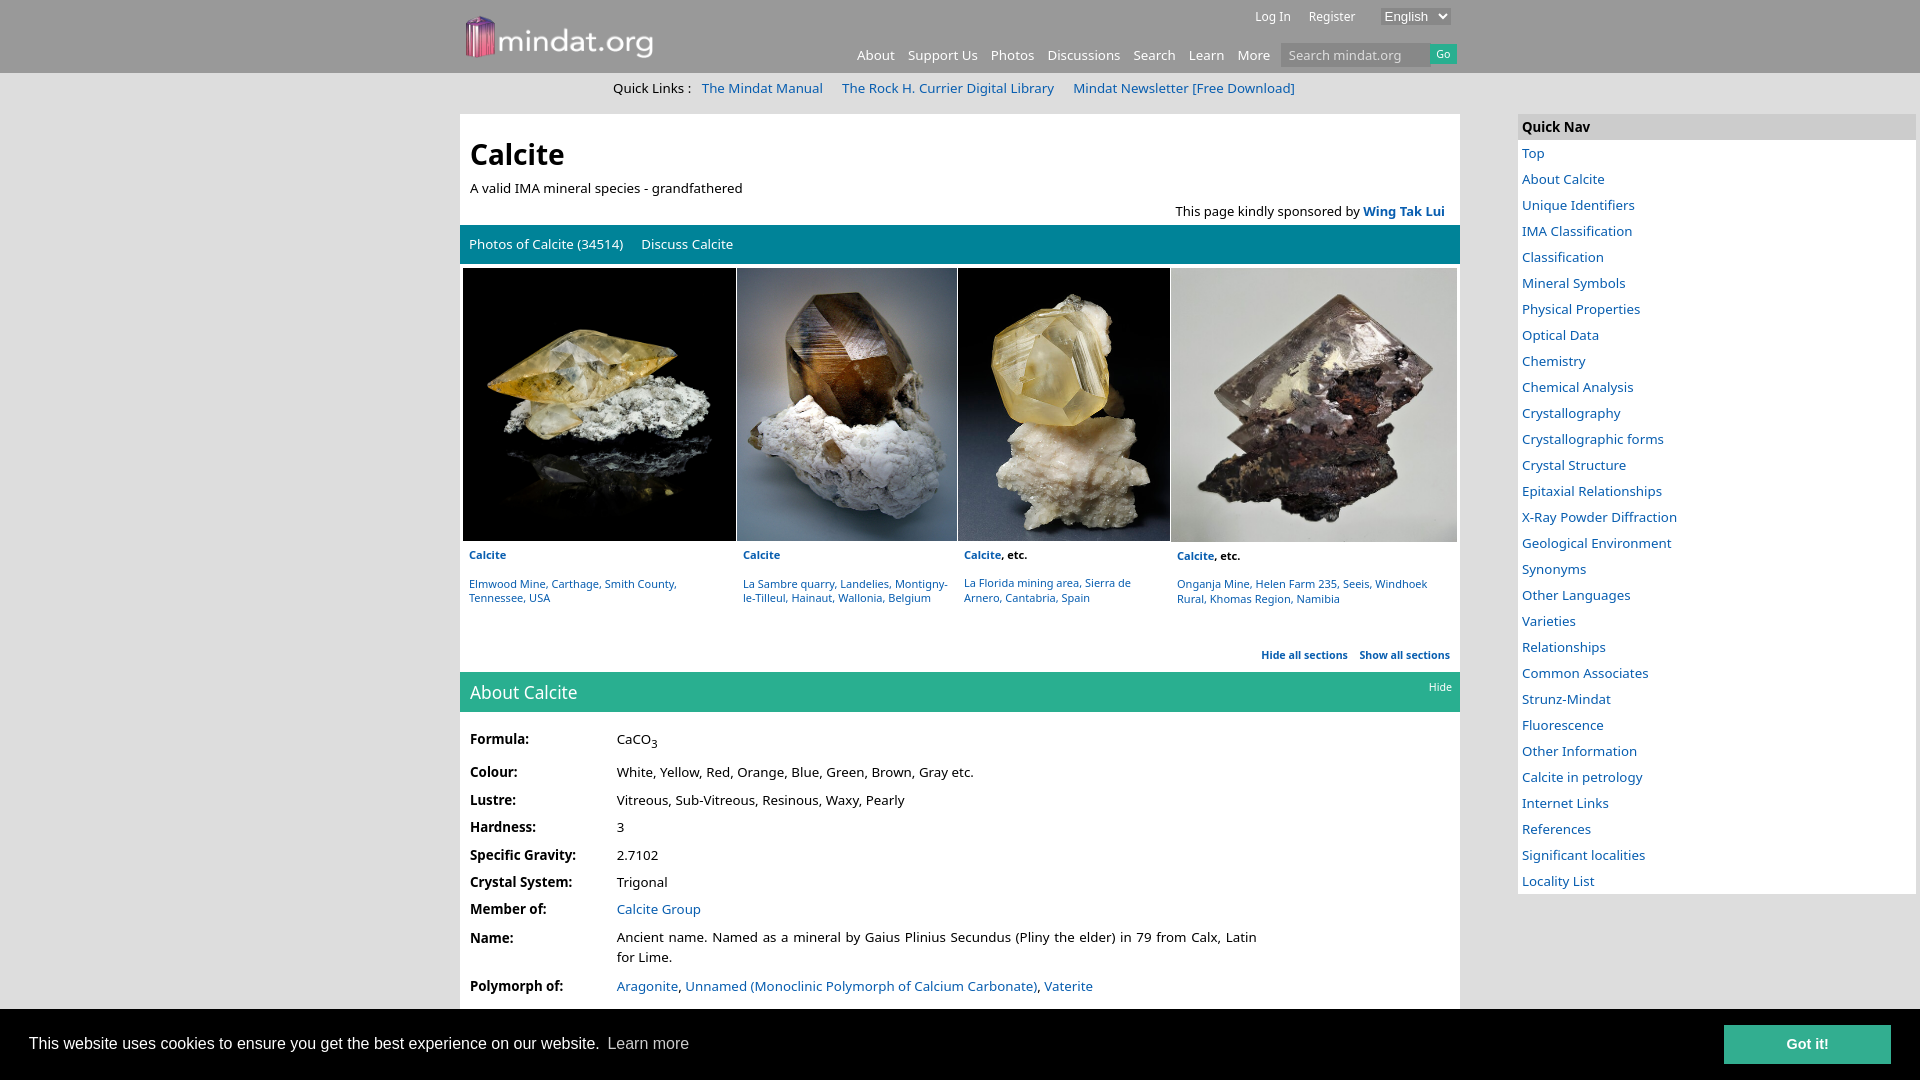 mindat.org
Log In Register English
About Support Us Photos Discussions Search Learn More Search mindat.org Go
Quick Links : The Mindat Manual The Rock H. Currier Digital Library Mindat Newsletter [Free Download]
Calcite
A valid IMA mineral species - grandfathered
This page kindly sponsored by Wing Tak Lui
Photos of Calcite (34514) Discuss Calcite
Calcite
Elmwood Mine, Carthage, Smith County,
Tennessee, USA
Calcite
La Sambre quarry, Landelies, Montigny-
le-Tilleul, Hainaut, Wallonia, Belgium
Calcite, etc.
La Florida mining area, Sierra de
Arnero, Cantabria, Spain
Calcite, etc.
Onganja Mine, Helen Farm 235, Seeis, Windhoek
Rural, Khomas Region, Namibia
Hide all sections Show all sections
About Calcite Hide
Formula: CaCO3
Colour: White, Yellow, Red, Orange, Blue, Green, Brown, Gray etc.
Lustre: Vitreous, Sub-Vitreous, Resinous, Waxy, Pearly
Hardness: 3
Specific Gravity: 2.7102
Crystal System: Trigonal
Member of: Calcite Group
Name: Ancient name. Named as a mineral by Gaius Plinius Secundus (Pliny the elder) in 79 from Calx, Latin
for Lime.
Polymorph of: Aragonite, Unnamed (Monoclinic Polymorph of Calcium Carbonate), Vaterite
Quick Nav
Top
About Calcite
Unique Identifiers
IMA Classification
Classification
Mineral Symbols
Physical Properties
Optical Data
Chemistry
Chemical Analysis
Crystallography
Crystallographic forms
Crystal Structure
Epitaxial Relationships
X-Ray Powder Diffraction
Geological Environment
Synonyms
Other Languages
Varieties
Relationships
Common Associates
Strunz-Mindat
Fluorescence
Other Information
Calcite in petrology
Internet Links
References
Significant localities
Locality List
This website uses cookies to ensure you get the best experience on our website. Learn more
Got it!